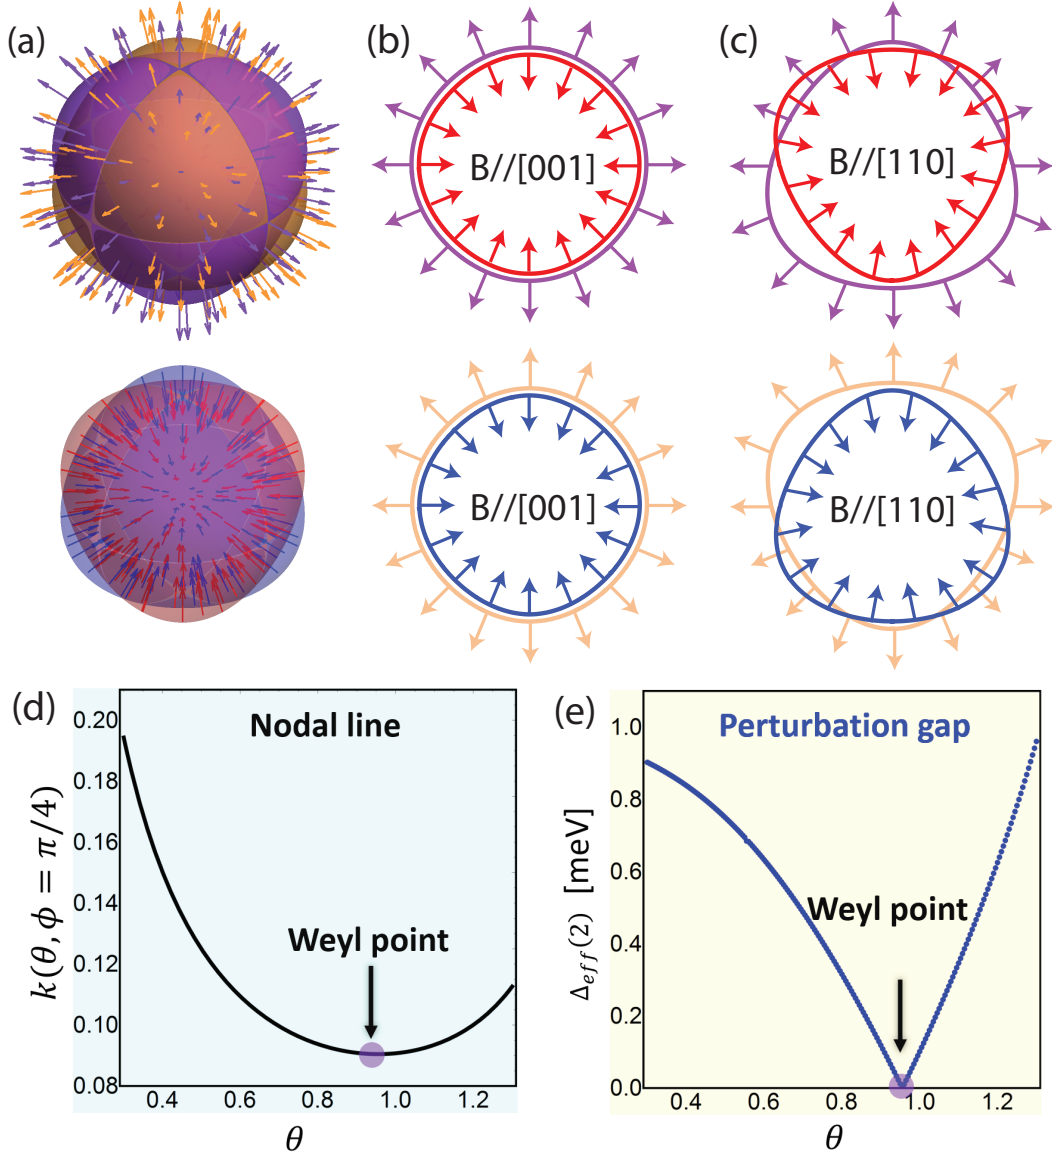 (a)
(b)
(c)
B//[001]
B//[110]
B//[001]
B//[110]
(d)
Nodal line
Weyl point
k(θ, ϕ = π/4)
0.20
0.18
0.16
0.14
0.12
0.10
0.08
0.4 0.6 0.8 1.0 1.2
θ
(e)
Perturbation gap
Weyl point
Δeff(2) [meV]
1.0
0.8
0.6
0.4
0.2
0.0
0.4 0.6 0.8 1.0 1.2
θ